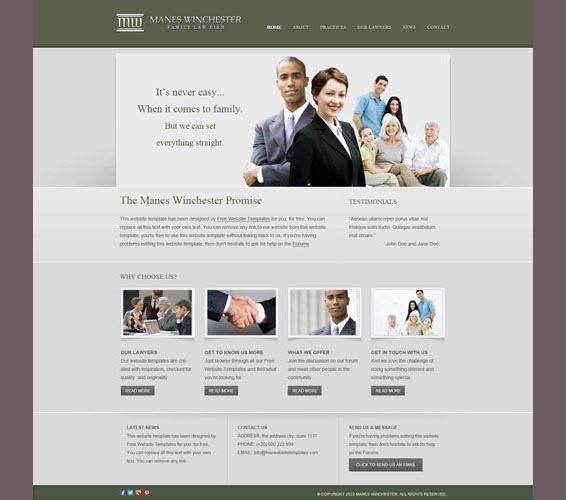 MANES WINCHESTER
FAMILY LAW FIRM
HOME ABOUT PRACTICES OUR LAWYERS NEWS CONTACT
It's never easy...
When it comes to family.
But we can set
everything straight.
The Manes Winchester Promise
This website template has been designed by Free Website Templates for you, for free. You can
replace all this text with your own text. You can remove any link to our website from this website
template, you're free to use this website template without linking back to us. If you're having
problems editing this website template, then don't hesitate to ask for help on the Forums.
TESTIMONIALS
"Aenean ullamcorper purus vitae nisl
tristique sollicitudin. Quisque vestibulum,
erat ornare."
-John Doe and Jane Doe-
WHY CHOOSE US?
OUR LAWYERS
Our website templates are cre-
ated with inspiration, checked for
quality and originality.
READ MORE
GET TO KNOW US MORE
Just browse through all our Free
Website Templates and find what
you're looking for.
READ MORE
WHAT WE OFFER
Join the discussion on our forum
and meet other people in the
community.
READ MORE
GET IN TOUCH WITH US
And we love the challenge of
doing something different and
something special.
READ MORE
LATEST NEWS
This website template has been designed by
Free Website Templates for you, for free.
You can replace all this text with your own
text. You can remove any link.
CONTACT US
ADDRESS: the address city, state 1111
PHONE: (+20) 000 222 999
EMAIL: info@freewebsitetemplates.com
SEND US A MESSAGE
If you're having problems editing this website
template, then don't hesitate to ask for help
on the Forums.
CLICK TO SEND US AN EMAIL
© COPYRIGHT 2023 MANES WINCHESTER. ALL RIGHTS RESERVED.